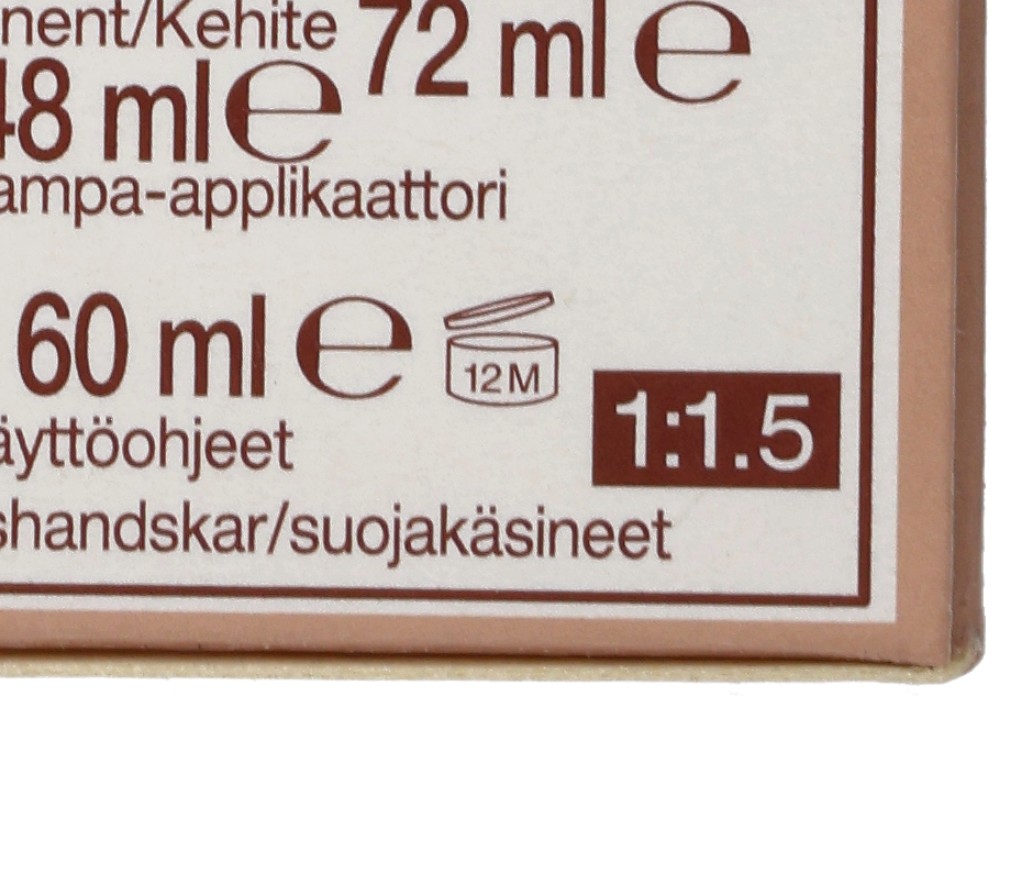 nent/Kehite 72 ml e
48 ml e
ampa-applikaattori
60 ml e 12M
äyttöohjeet
1:1.5
shandskar/suojakäsineet